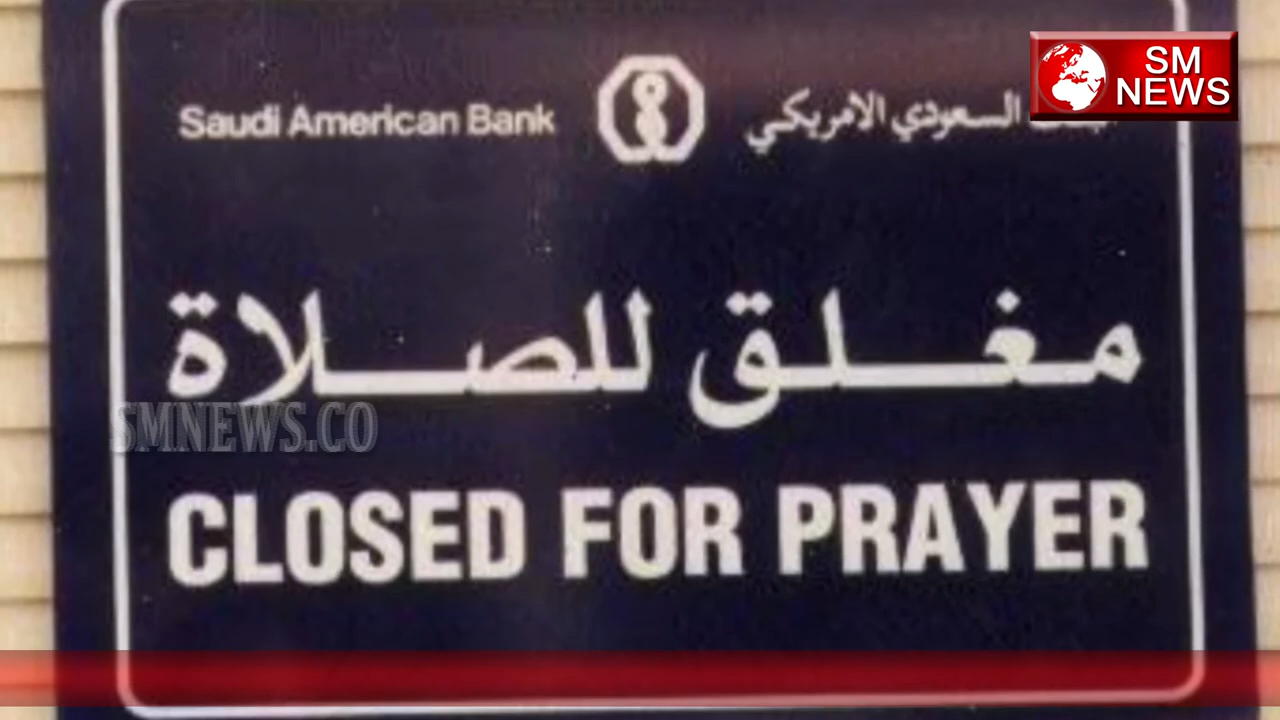 SM
NEWS
Saudi American Bank
السعودي الامريكي
مغلق للصلاة
SMNEWS.CO
CLOSED FOR PRAYER